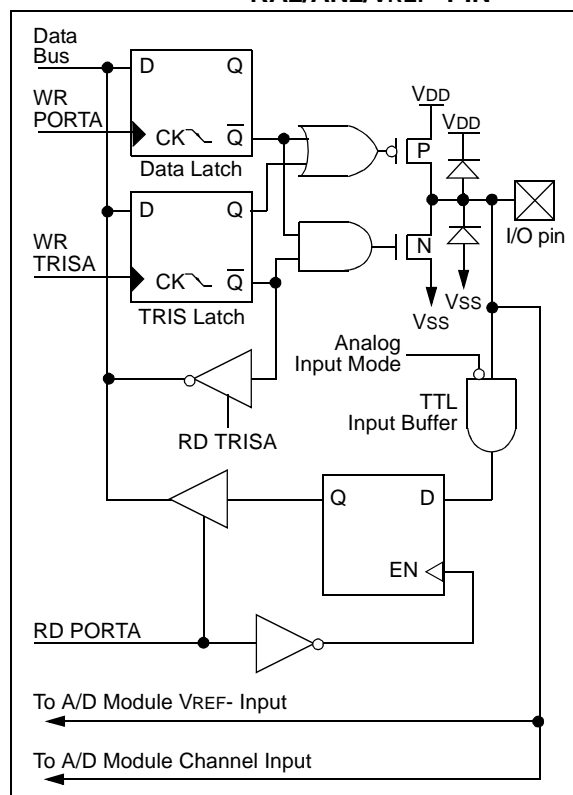 RA2/AN2/VREF- PIN
Data
Bus
D Q
VDD
VDD
WR
PORTA
CK Q
P
Data Latch
D Q
I/O pin
WR
TRISA
N
CK Q
VSS
TRIS Latch
VSS
Analog
Input Mode
TTL
Input Buffer
RD TRISA
Q D
EN
RD PORTA
To A/D Module VREF- Input
To A/D Module Channel Input